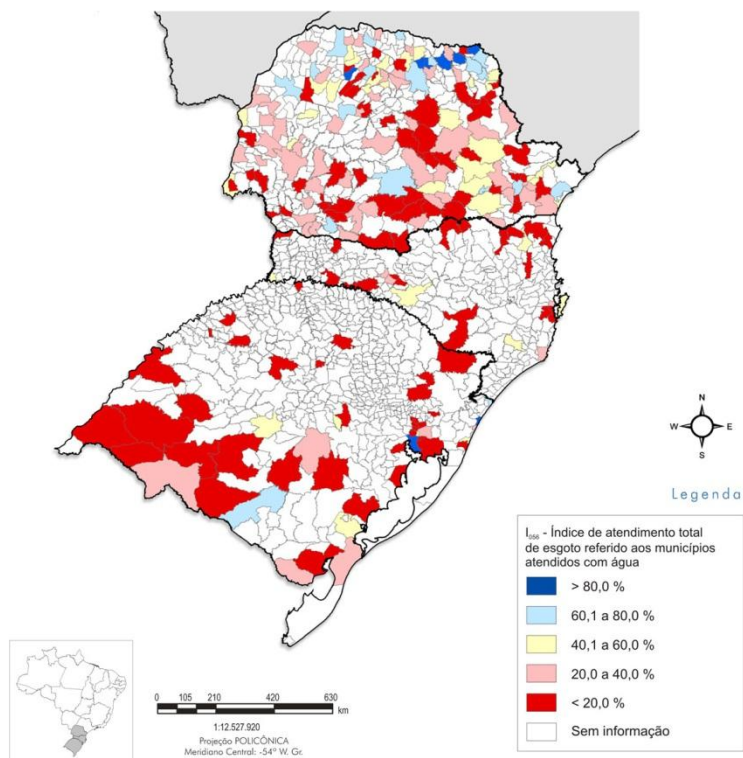 N
W E
S
Legenda
I056 - Índice de atendimento total
de esgoto referido aos municípios
atendidos com água
> 80,0 %
60,1 a 80,0 %
40,1 a 60,0 %
20,0 a 40,0 %
< 20,0 %
Sem informação
0 105 210 420 630
km
1:12.527.920
Projeção POLICÔNICA
Meridiano Central: -54º W. Gr.